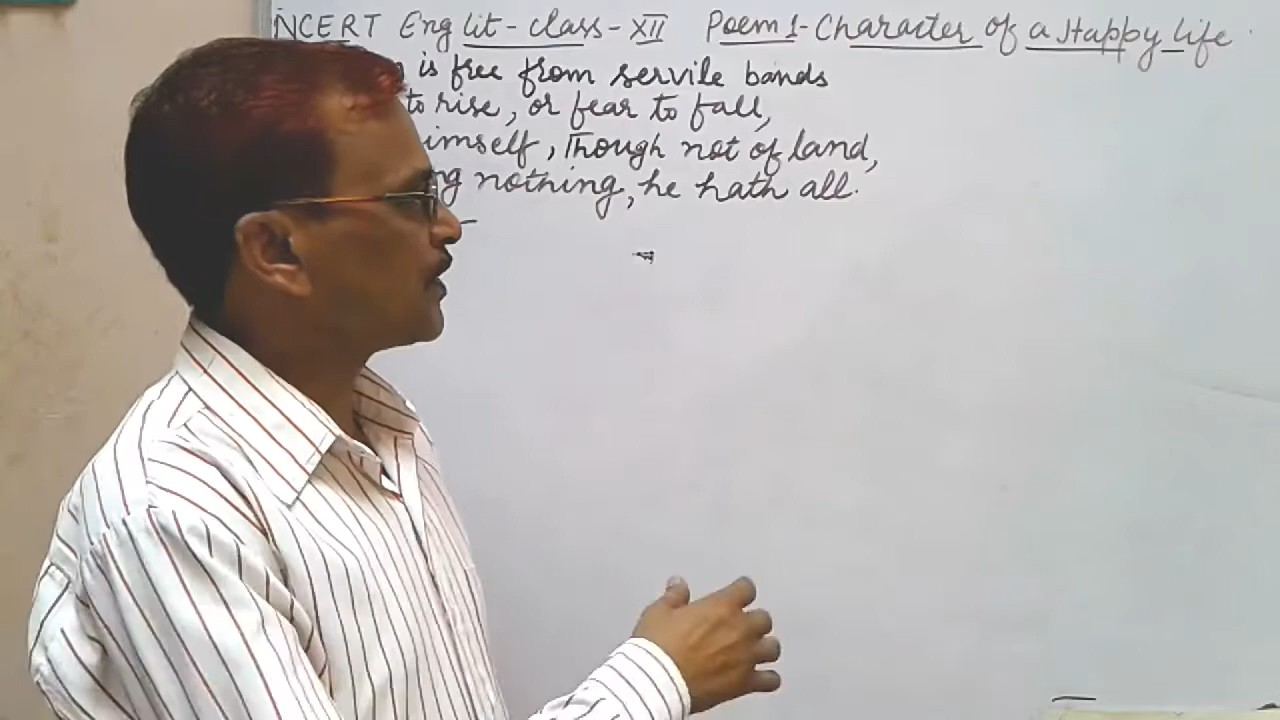 NCERT Eng lit - class - XII Poem 1 - Character of a Happy Life
is free from servile bands
to rise, or fear to fall,
imself, Though not of land,
ng nothing, he hath all.